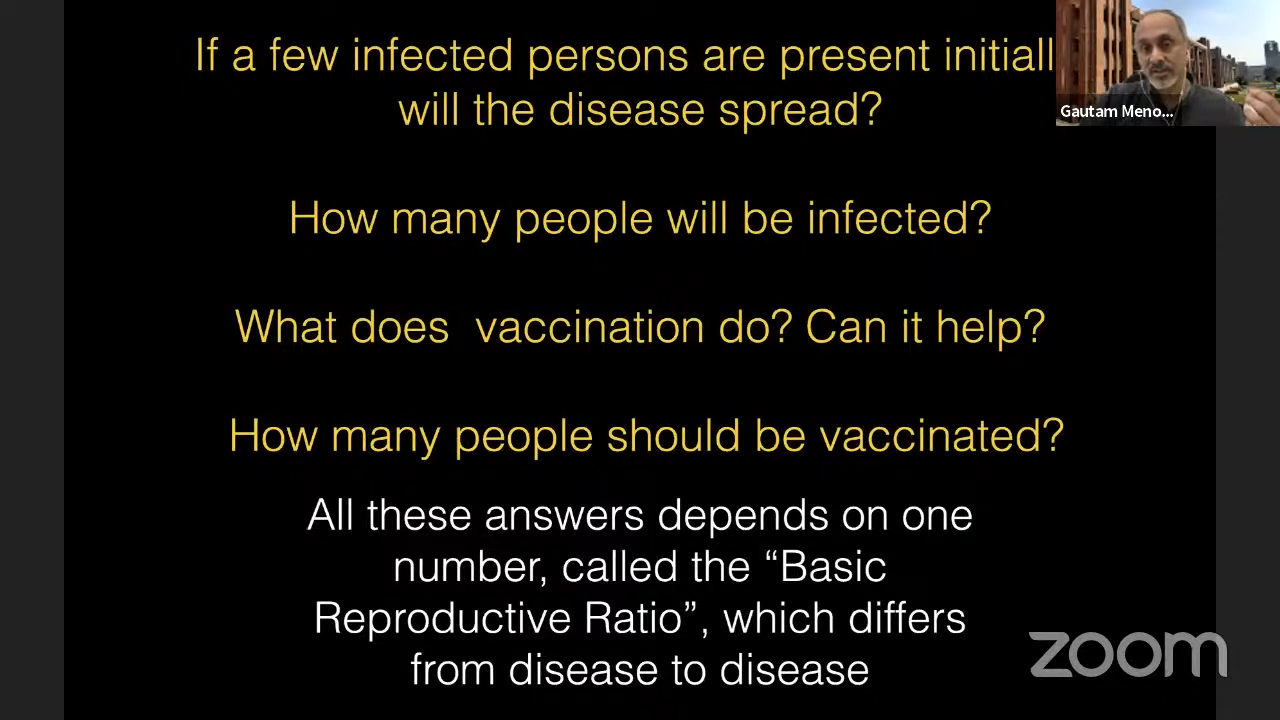 If a few infected persons are present initiall
will the disease spread?
How many people will be infected?
What does vaccination do? Can it help?
How many people should be vaccinated?
All these answers depends on one
number, called the “Basic
Reproductive Ratio”, which differs
from disease to disease
Gautam Meno...
zoom